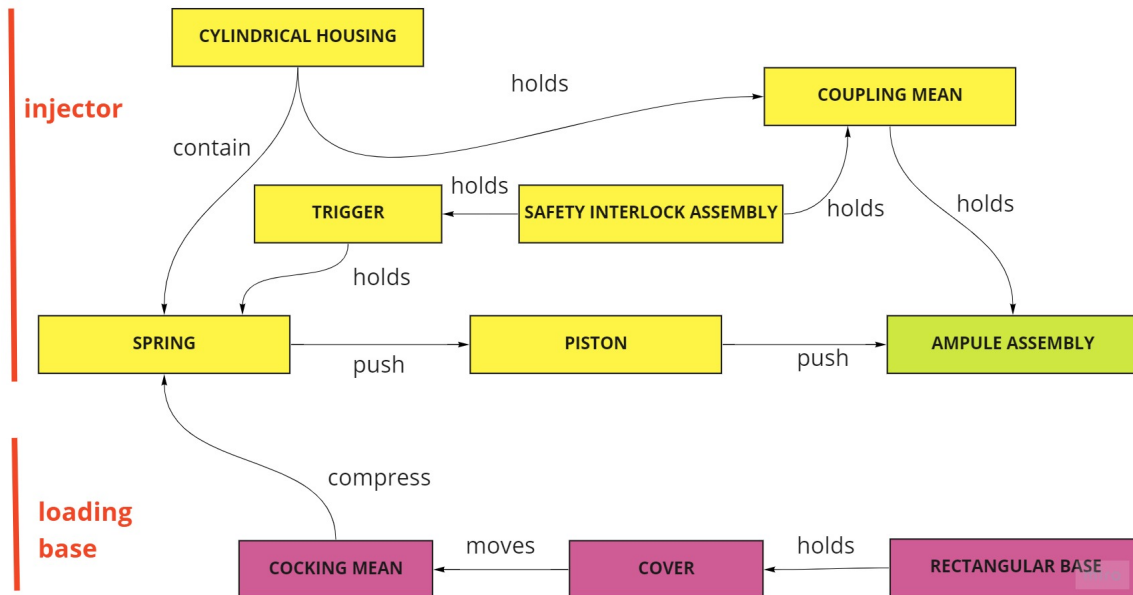 CYLINDRICAL HOUSING
injector
holds
COUPLING MEAN
contain
TRIGGER
holds
SAFETY INTERLOCK ASSEMBLY
holds
holds
holds
SPRING
push
PISTON
push
AMPULE ASSEMBLY
compress
loading
base
COCKING MEAN
moves
COVER
holds
RECTANGULAR BASE